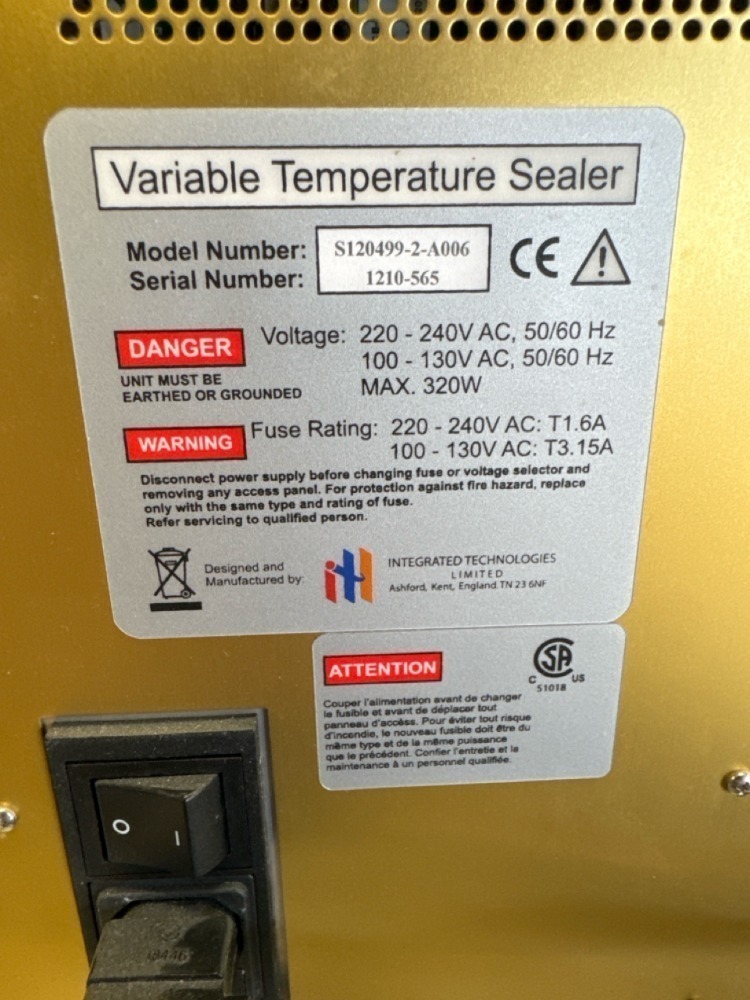 Variable Temperature Sealer
Model Number: S120499-2-A006
Serial Number: 1210-565
CE
DANGER
UNIT MUST BE
EARTHED OR GROUNDED
Voltage: 220 - 240V AC, 50/60 Hz
100 - 130V AC, 50/60 Hz
MAX. 320W
WARNING
Fuse Rating: 220 - 240V AC: T1.6A
100 - 130V AC: T3.15A
Disconnect power supply before changing fuse or voltage selector and
removing any access panel. For protection against fire hazard, replace
only with the same type and rating of fuse.
Refer servicing to qualified person.
Designed and
Manufactured by:
itl
INTEGRATED TECHNOLOGIES
LIMITED
Ashford, Kent, England.TN 23 6NF
ATTENTION
CSA
C US
51018
Couper l'alimentation avant de changer
le fusible et avant de déplacer tout
panneau d'accèss. Pour éviter tout risque
d'incendie, le nouveau fusible doit être du
même type et de la même puissance
que le précédent. Confier l'entretie et la
maintenance à un personnel qualifiée.
O I